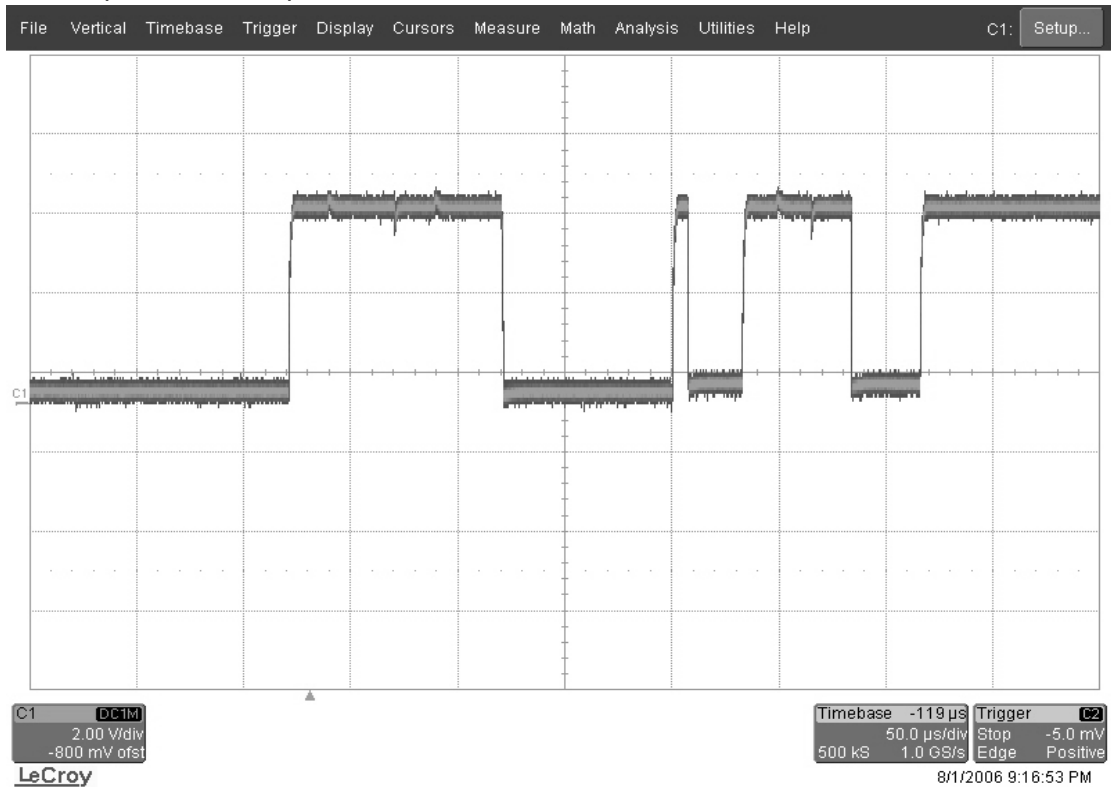 File Vertical Timebase Trigger Display Cursors Measure Math Analysis Utilities Help C1: Setup...
C1
C1 DC1M
2.00 V/div
-800 mV ofst
Timebase -119 µs
50.0 µs/div
500 kS 1.0 GS/s
Trigger C2
Stop -5.0 mV
Edge Positive
LeCroy
8/1/2006 9:16:53 PM